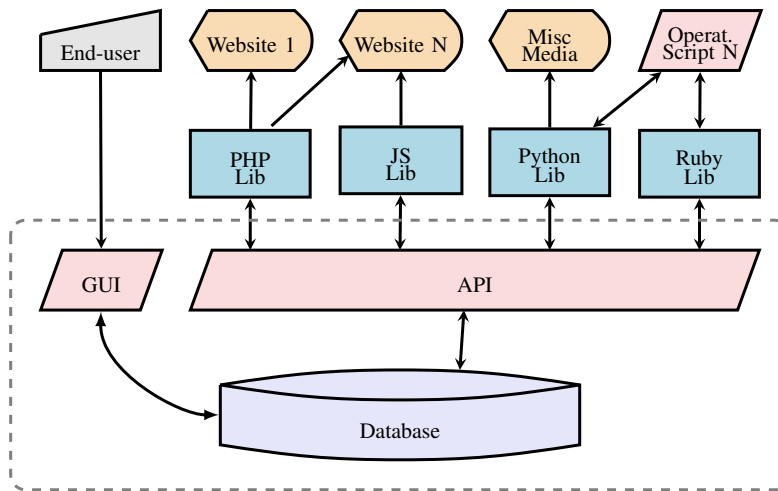 End-user
Website 1
Website N
Misc
Media
Operat.
Script N
PHP
Lib
JS
Lib
Python
Lib
Ruby
Lib
GUI
API
Database